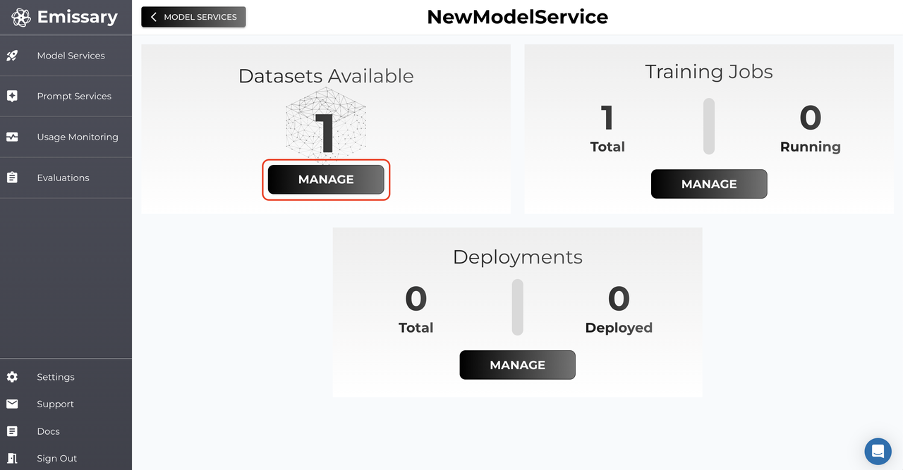 Emissary
MODEL SERVICES
NewModelService
Model Services
Prompt Services
Usage Monitoring
Evaluations
Datasets Available
1
MANAGE
Training Jobs
1
Total
0
Running
MANAGE
Deployments
0
Total
0
Deployed
MANAGE
Settings
Support
Docs
Sign Out